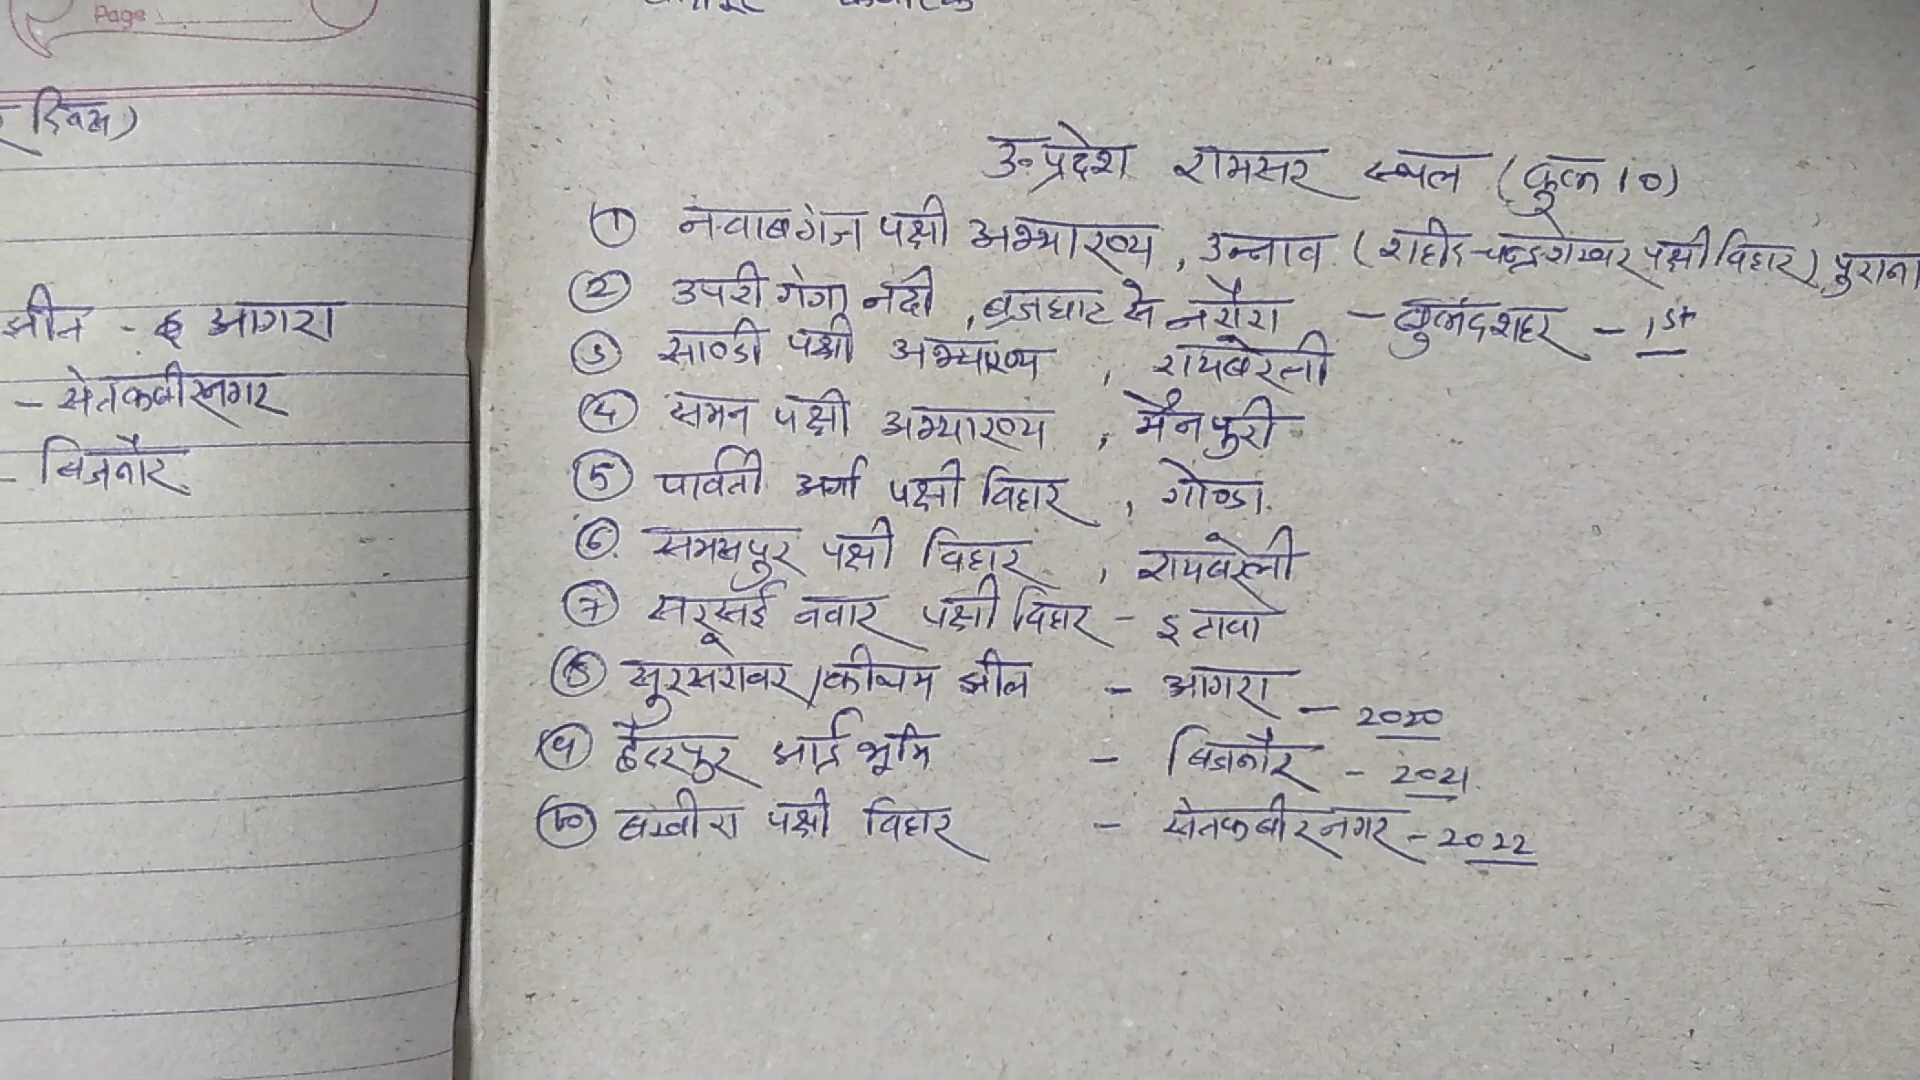 Page
दिवस)
झील - इ आगरा
- संतकबीरनगर
- बिजनौर
उ॰प्रदेश रामसर स्थल (कुल 10)
① नवाबगंज पक्षी अभ्यारण्य, उन्नाव (शहीद चन्द्रशेखर पक्षी विहार) पुराना
② उपरी गंगा नदी, ब्रजघाट से नरौरा - बुलंदशहर - 1st
③ साण्डी पक्षी अभ्यारण्य, रायबरेली
④ समन पक्षी अभ्यारण्य, मैनपुरी
⑤ पार्वती अर्गा पक्षी विहार, गोण्डा
⑥ समसपुर पक्षी विहार, रायबरेली
⑦ सरसई नवार पक्षी विहार - इटावा
⑧ सुरसरोवर/कीथम झील - आगरा - 2020
⑨ हैदरपुर आर्द्रभूमि - बिजनौर - 2021
⑩ बखीरा पक्षी विहार - संतकबीरनगर - 2022